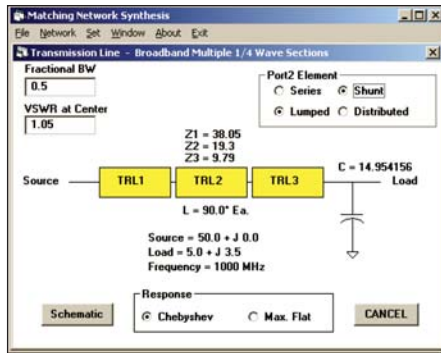 Matching Network Synthesis
File Network Set Window About Exit
Transmission Line - Broadband Multiple 1/4 Wave Sections
Fractional BW
0.5
VSWR at Center
1.05
Port2 Element
Series Shunt
Lumped Distributed
Z1 = 38.05
Z2 = 19.3
Z3 = 9.79
C = 14.954156
Source TRL1 TRL2 TRL3 Load
L = 90.0° Ea.
Source = 50.0 + J 0.0
Load = 5.0 + J 3.5
Frequency = 1000 MHz
Response
Schematic Chebyshev Max. Flat CANCEL